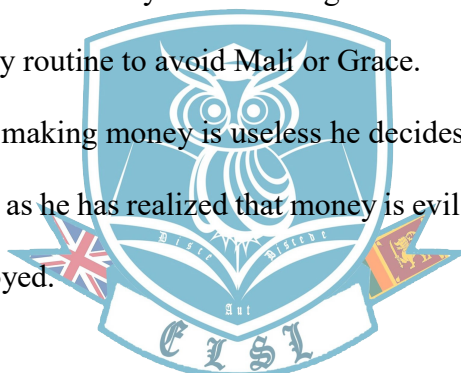 y routine to avoid Mali or Grace.
making money is useless he decides
as he has realized that money is evil
yed.
Disce Discede
Aut
ELSL